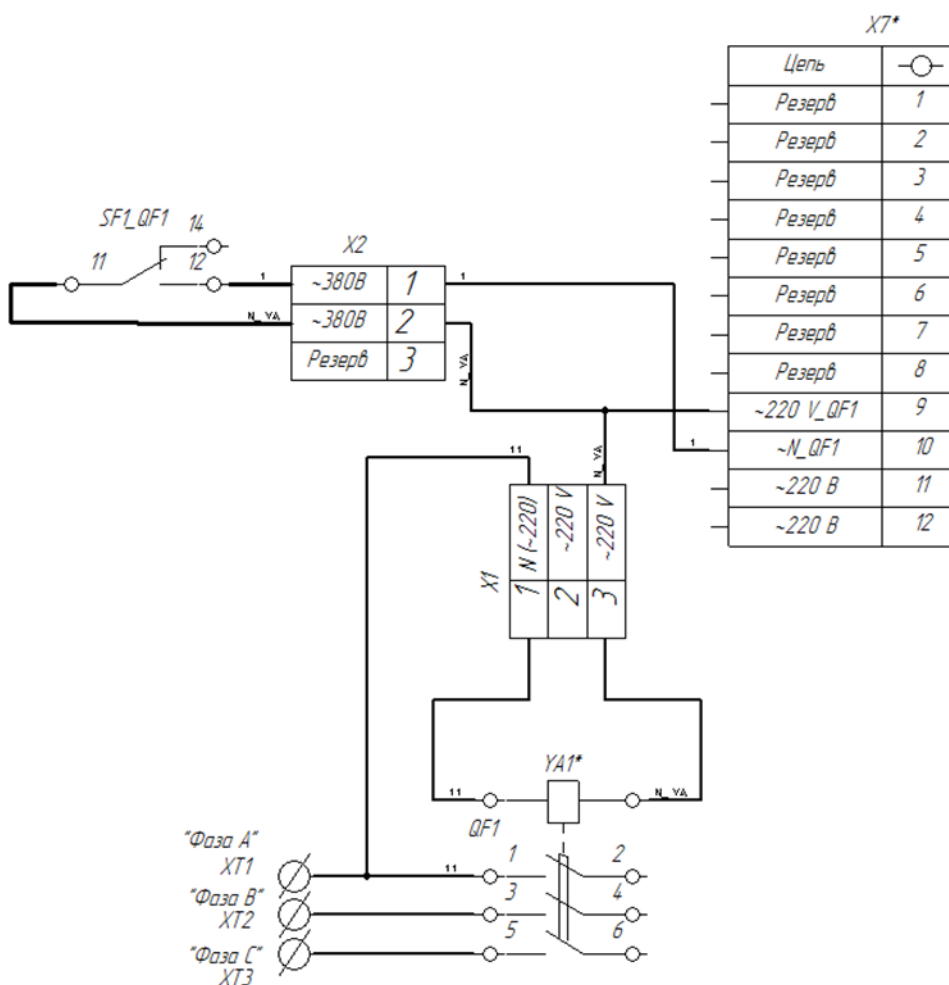 X7*
Цепь
Резерв 1
Резерв 2
Резерв 3
Резерв 4
Резерв 5
Резерв 6
Резерв 7
Резерв 8
~220 V_QF1 9
~N_QF1 10
~220 В 11
~220 В 12
SF1_QF1
14
11
12
X2
1
~380В 1
1
N_YA
~380В 2
Резерв 3
N_YA
1
11
N_YA
N (~220)
~220 V
~220 V
X1
1
2
3
YA1*
11
N_YA
QF1
"Фаза А"
XT1
11
1
2
"Фаза В"
XT2
3
4
"Фаза С"
XT3
5
6